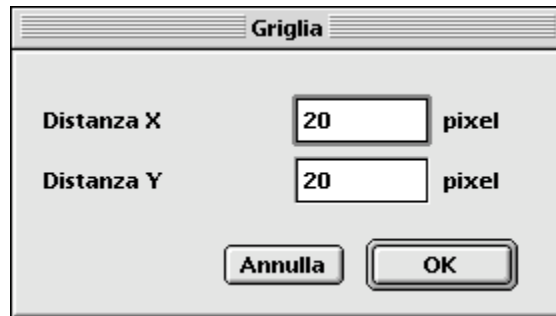 Griglia
Distanza X 20 pixel
Distanza Y 20 pixel
Annulla OK